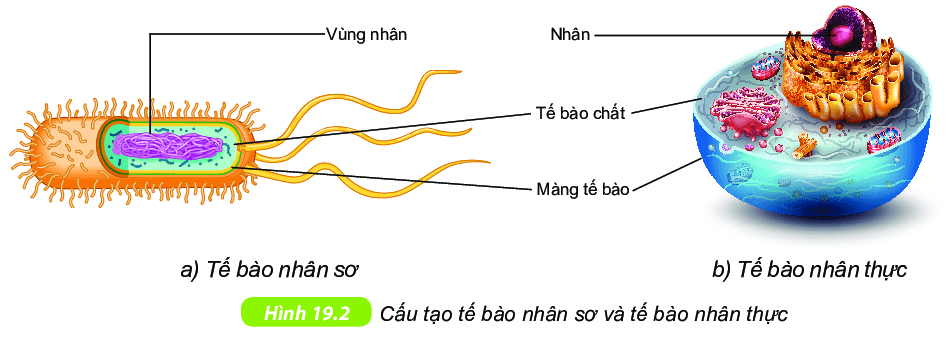 Vùng nhân
Nhân
Tế bào chất
Màng tế bào
a) Tế bào nhân sơ
b) Tế bào nhân thực
Hình 19.2 Cấu tạo tế bào nhân sơ và tế bào nhân thực